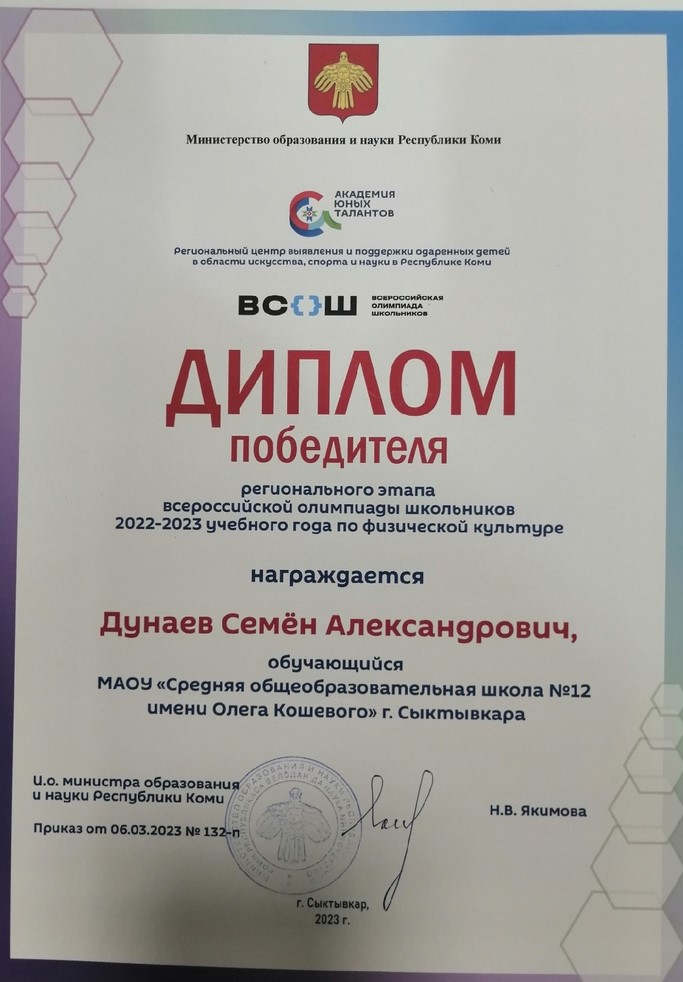 Министерство образования и науки Республики Коми
АКАДЕМИЯ
ЮНЫХ
ТАЛАНТОВ
Региональный центр выявления и поддержки одаренных детей
в области искусства, спорта и науки в Республике Коми
ВС{}Ш ВСЕРОССИЙСКАЯ
ОЛИМПИАДА
ШКОЛЬНИКОВ
ДИПЛОМ
победителя
регионального этапа
всероссийской олимпиады школьников
2022-2023 учебного года по физической культуре
награждается
Дунаев Семён Александрович,
обучающийся
МАОУ «Средняя общеобразовательная школа №12
имени Олега Кошевого» г. Сыктывкара
И.о. министра образования
и науки Республики Коми
Н.В. Якимова
Приказ от 06.03.2023 № 132-п
г. Сыктывкар,
2023 г.